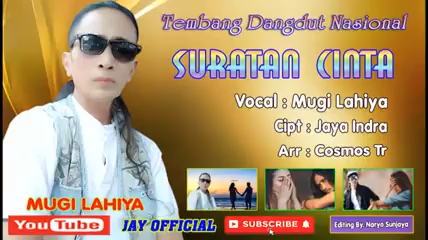 Tembang Dangdut Nasional
SURATAN CINTA
Vocal : Mugi Lahiya
Cipt : Jaya Indra
Arr : Cosmos Tr
MUGI LAHIYA
YouTube JAY OFFICIAL
SUBSCRIBE
Editing By. Naryo Sunjaya